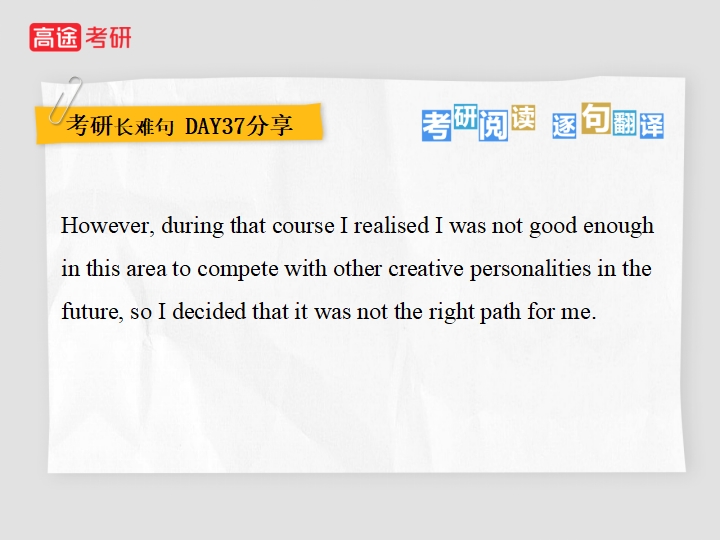 高途考研
考研长难句 DAY37分享
考研阅读 逐句翻译
However, during that course I realised I was not good enough
in this area to compete with other creative personalities in the
future, so I decided that it was not the right path for me.